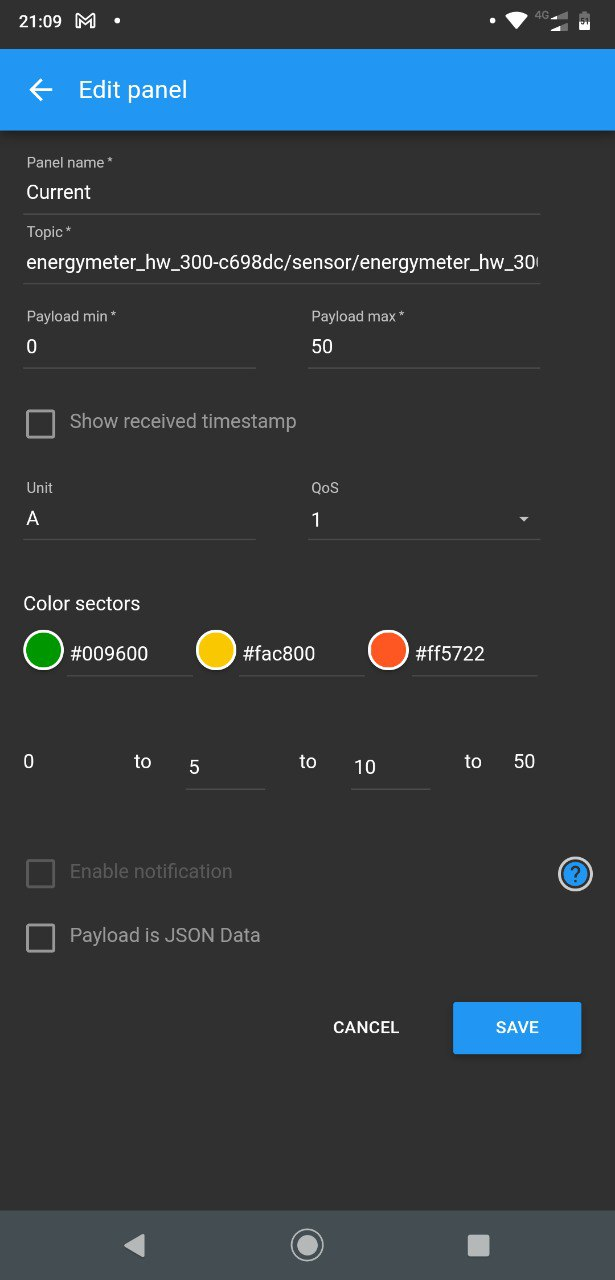 21:09
4G
51
Edit panel
Panel name *
Current
Topic *
energymeter_hw_300-c698dc/sensor/energymeter_hw_30
Payload min *
Payload max *
0
50
Show received timestamp
Unit
QoS
A
1
Color sectors
#009600 #fac800 #ff5722
0 to 5 to 10 to 50
Enable notification
?
Payload is JSON Data
CANCEL
SAVE